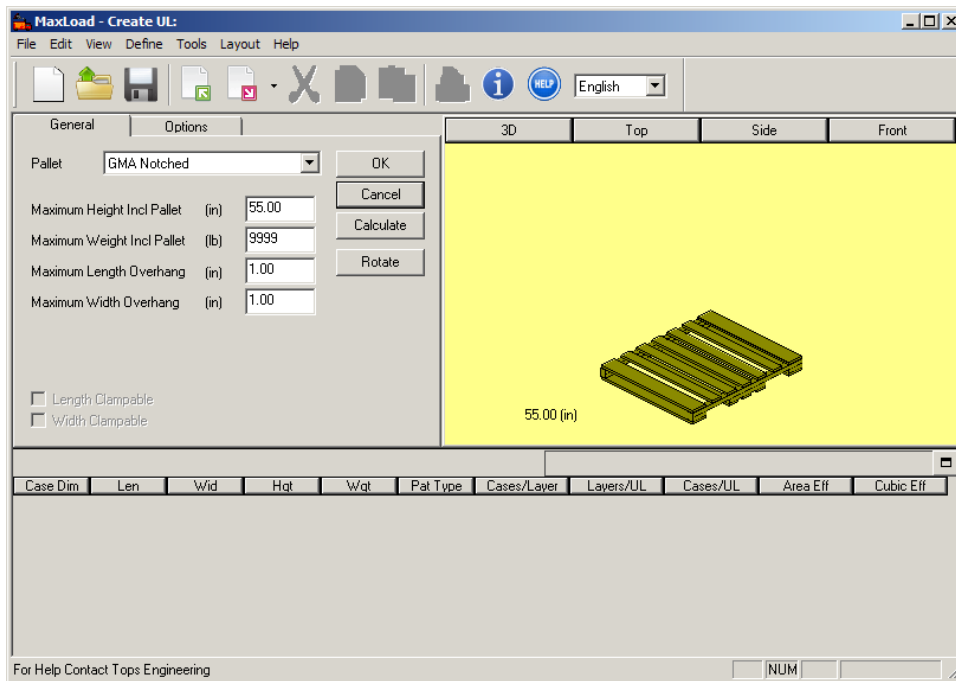 MaxLoad - Create UL:
File Edit View Define Tools Layout Help
HELP English
General Options 3D Top Side Front
Pallet GMA Notched OK
Cancel
Maximum Height Incl Pallet (in) 55.00
Calculate
Maximum Weight Incl Pallet (lb) 9999
Maximum Length Overhang (in) 1.00 Rotate
Maximum Width Overhang (in) 1.00
Length Clampable
Width Clampable
55.00 (in)
Case Dim Len Wid Hgt Wgt Pat Type Cases/Layer Layers/UL Cases/UL Area Eff Cubic Eff
For Help Contact Tops Engineering NUM